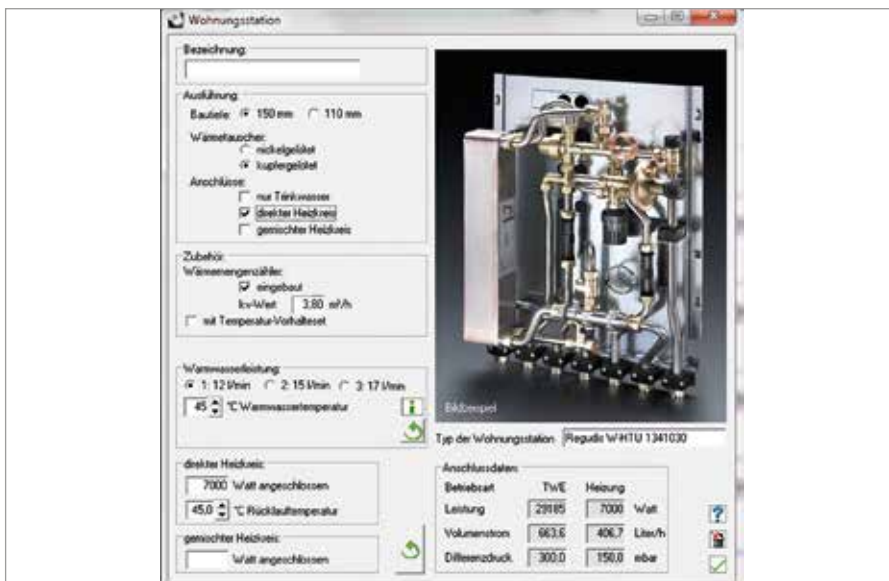 Wohnungsstation
Bezeichnung:
Ausführung:
Bauteile: 150 mm 110 mm
Wärmetauscher:
nickelgelötet
kupfergelötet
Anschlüsse:
nur Trinkwasser
direkter Heizkreis
gemischter Heizkreis
Zubehör:
Wärmemengenzähler:
eingebaut
kv-Wert 3,80 m³/h
mit Temperatur-Vorhalteset
Warmwasserleistung:
1: 12 l/min 2: 15 l/min 3: 17 l/min
45 °C Warmwassertemperatur
direkter Heizkreis:
7000 Watt angeschlossen
45,0 °C Rücklauftemperatur
gemischter Heizkreis:
Watt angeschlossen
Bildbeispiel
Typ der Wohnungsstation Regudis W-HTU 1341030
Anschlussdaten:
Betriebsart TWE Heizung
Leistung 29185 7000 Watt
Volumenstrom 663,6 406,7 Liter/h
Differenzdruck 300,0 150,0 mbar